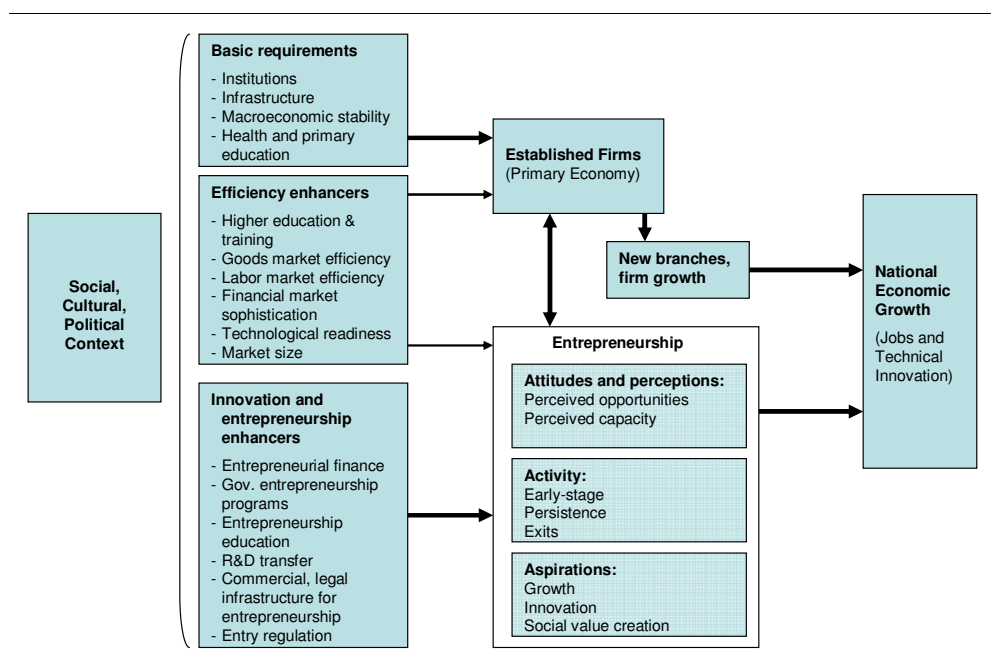 Social,
Cultural,
Political
Context
Basic requirements
- Institutions
- Infrastructure
- Macroeconomic stability
- Health and primary
education
Efficiency enhancers
- Higher education &
training
- Goods market efficiency
- Labor market efficiency
- Financial market
sophistication
- Technological readiness
- Market size
Innovation and
entrepreneurship
enhancers
- Entrepreneurial finance
- Gov. entrepreneurship
programs
- Entrepreneurship
education
- R&D transfer
- Commercial, legal
infrastructure for
entrepreneurship
- Entry regulation
Established Firms
(Primary Economy)
New branches,
firm growth
Entrepreneurship
Attitudes and perceptions:
Perceived opportunities
Perceived capacity
Activity:
Early-stage
Persistence
Exits
Aspirations:
Growth
Innovation
Social value creation
National
Economic
Growth
(Jobs and
Technical
Innovation)